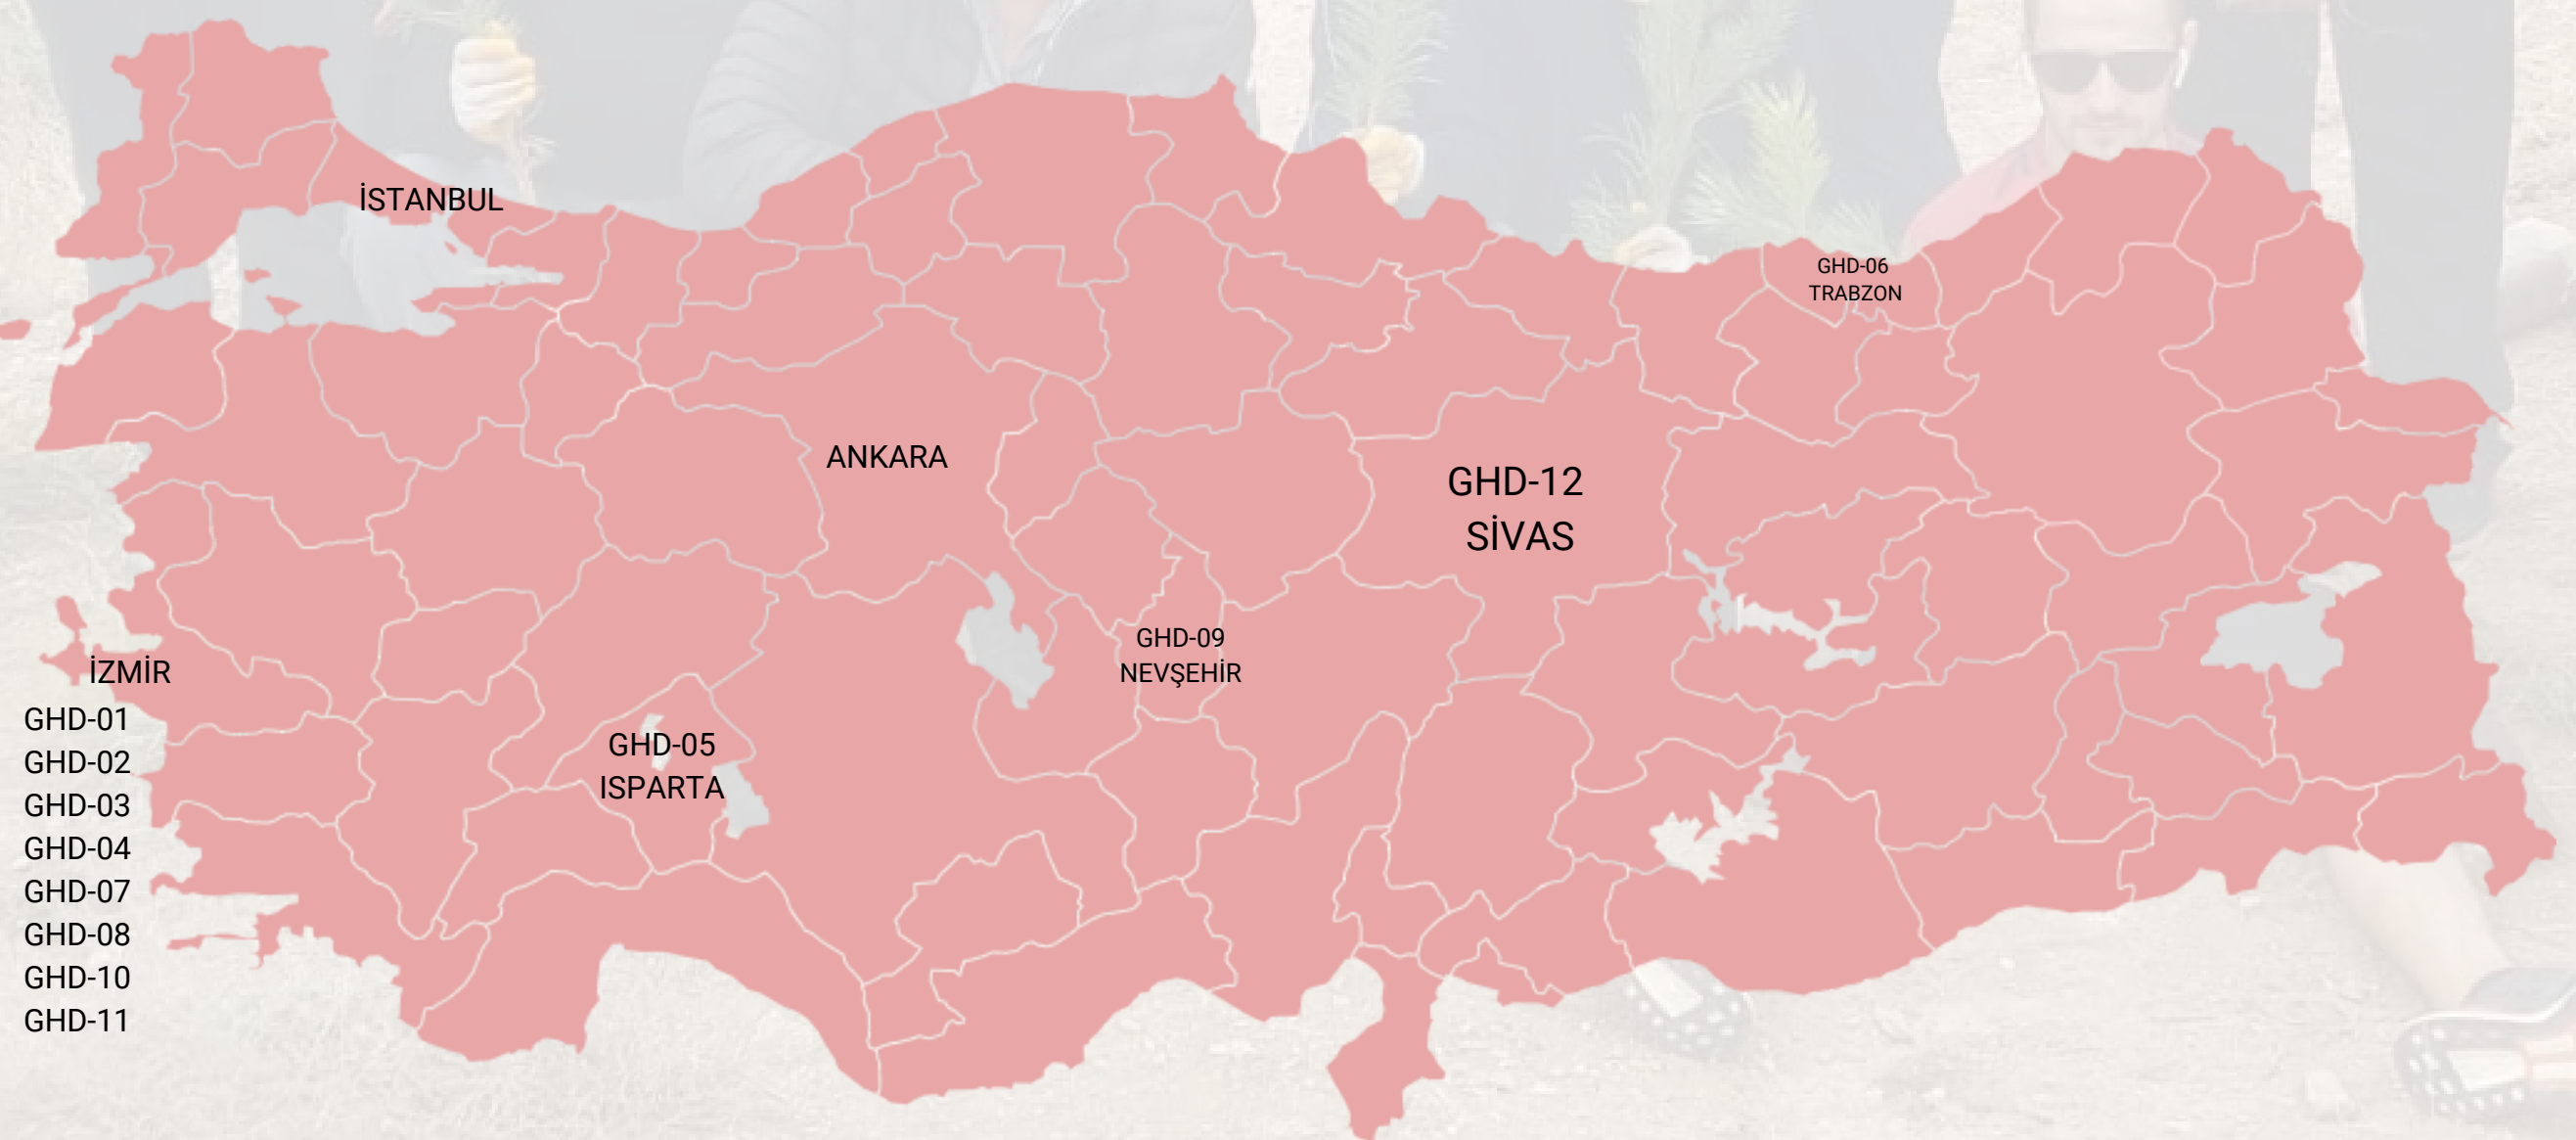 İSTANBUL
GHD-06
TRABZON
ANKARA
GHD-12
SİVAS
GHD-09
NEVŞEHİR
İZMİR
GHD-01
GHD-02
GHD-03
GHD-04
GHD-07
GHD-08
GHD-10
GHD-11
GHD-05
ISPARTA